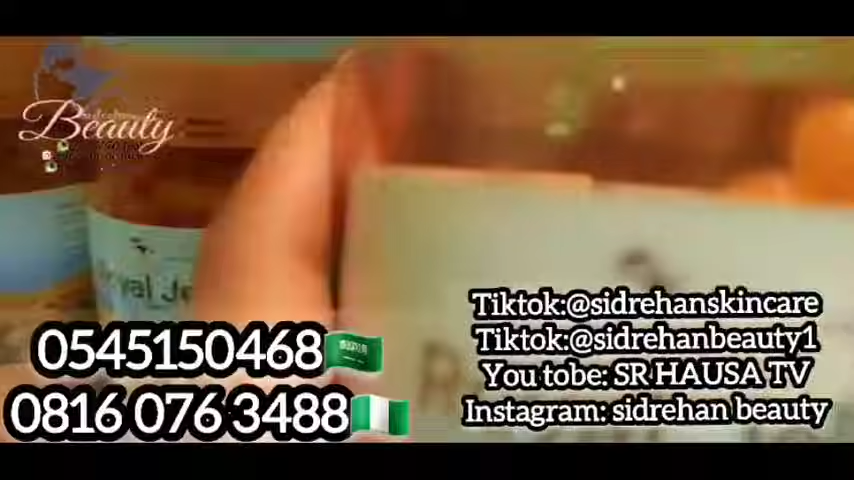 Beauty
Tiktok:@sidrehanskincare
Tiktok:@sidrehanbeauty1
You tobe: SR HAUSA TV
Instagram: sidrehan beauty
0545150468
0816 076 3488